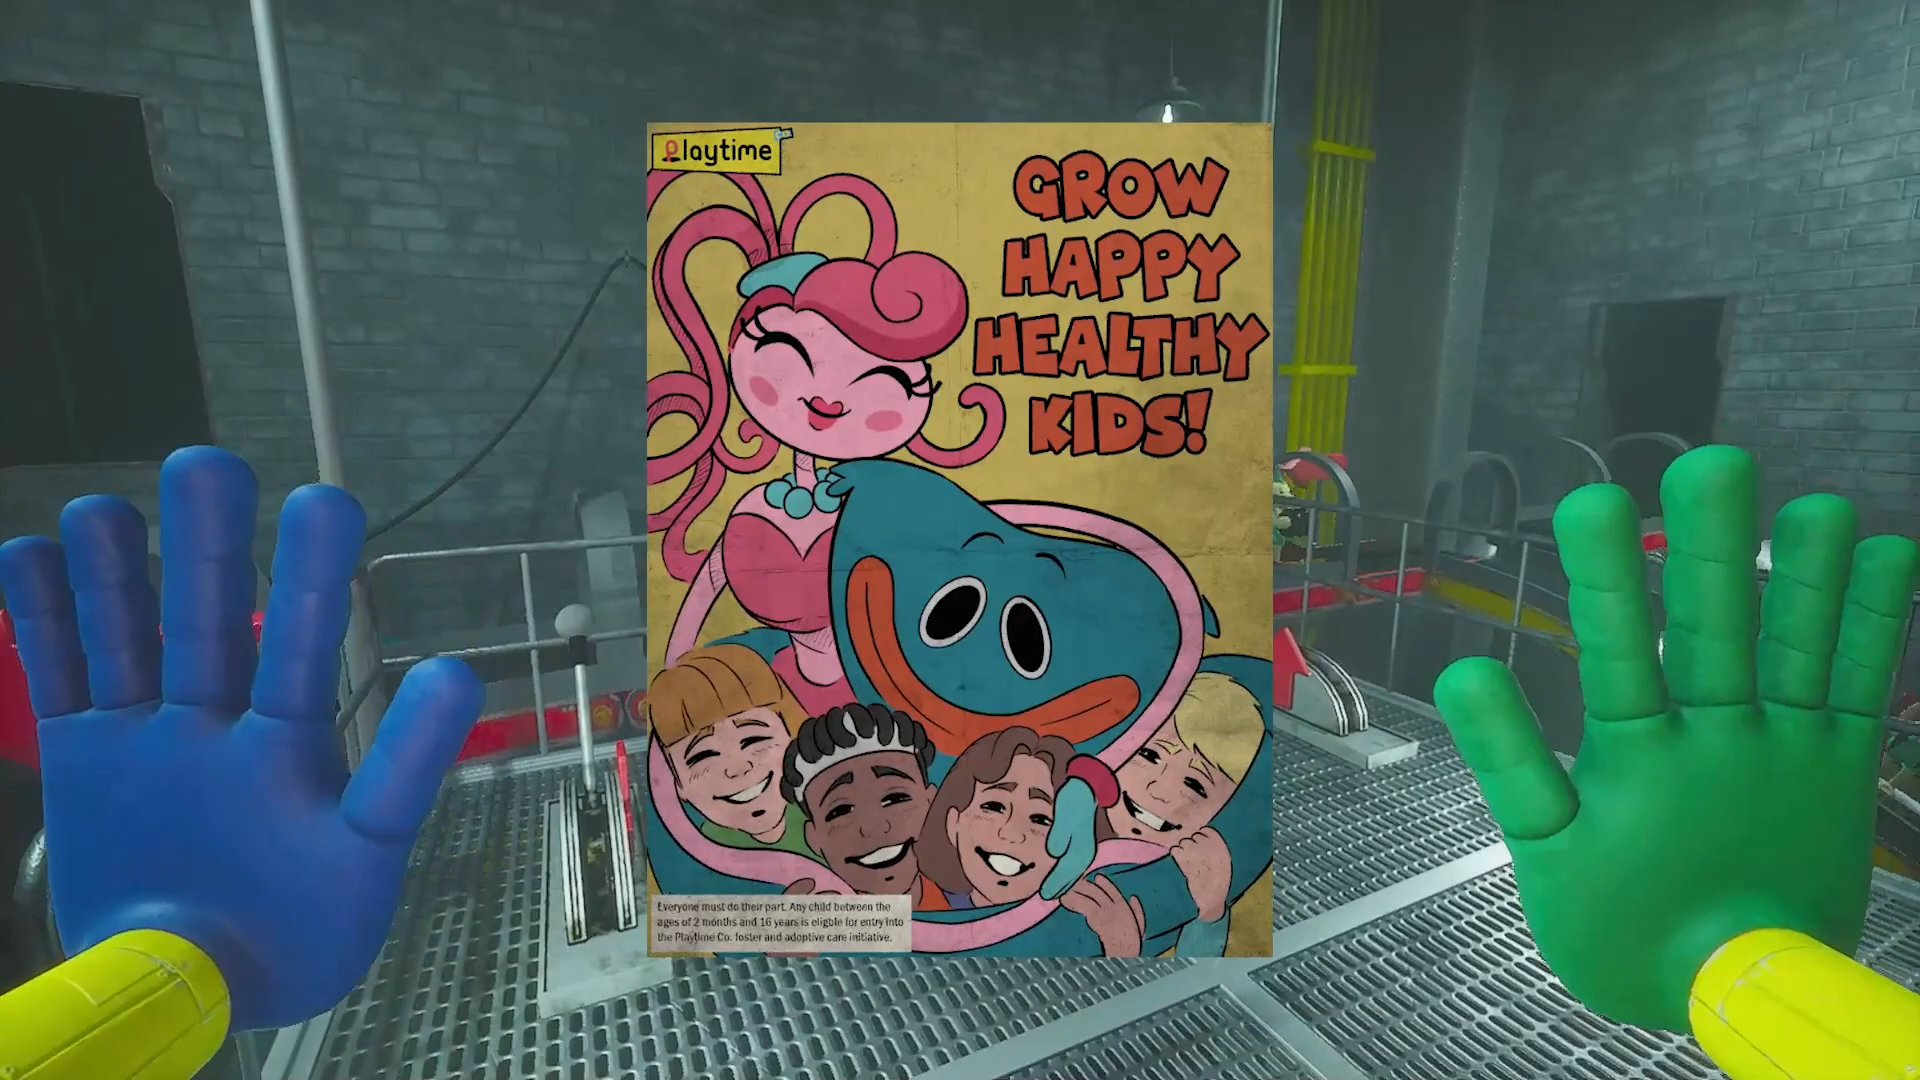 Playtime
Co.
GROW
HAPPY
HEALTHY
KIDS!
Everyone must do their part. Any child between the
ages of 2 months and 16 years is eligble for entry into
the Playtime Co. foster and adoptive care initiative.